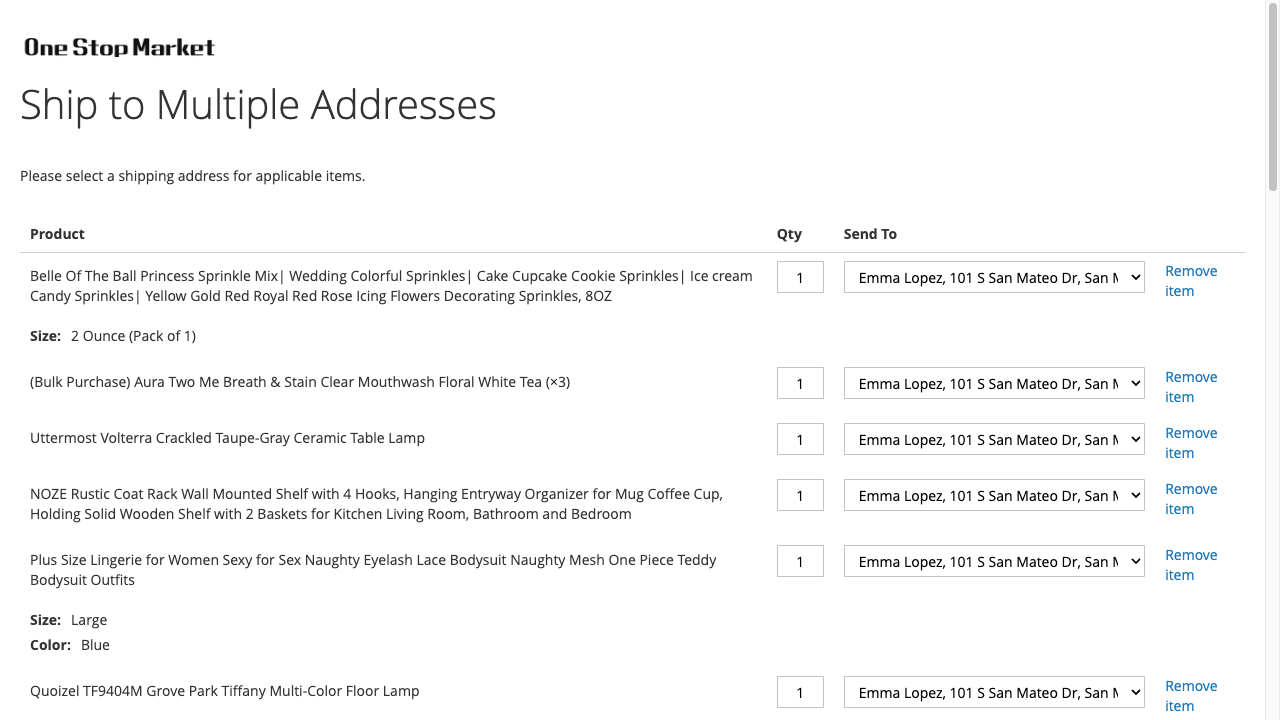 One Stop Market
Ship to Multiple Addresses
Please select a shipping address for applicable items.
Product Qty Send To
Belle Of The Ball Princess Sprinkle Mix| Wedding Colorful Sprinkles| Cake Cupcake Cookie Sprinkles| Ice cream
Candy Sprinkles| Yellow Gold Red Royal Red Rose Icing Flowers Decorating Sprinkles, 8OZ
1
Emma Lopez, 101 S San Mateo Dr, San
Remove
item
Size: 2 Ounce (Pack of 1)
(Bulk Purchase) Aura Two Me Breath & Stain Clear Mouthwash Floral White Tea (×3)
1
Emma Lopez, 101 S San Mateo Dr, San
Remove
item
Uttermost Volterra Crackled Taupe-Gray Ceramic Table Lamp
1
Emma Lopez, 101 S San Mateo Dr, San
Remove
item
NOZE Rustic Coat Rack Wall Mounted Shelf with 4 Hooks, Hanging Entryway Organizer for Mug Coffee Cup,
Holding Solid Wooden Shelf with 2 Baskets for Kitchen Living Room, Bathroom and Bedroom
1
Emma Lopez, 101 S San Mateo Dr, San
Remove
item
Plus Size Lingerie for Women Sexy for Sex Naughty Eyelash Lace Bodysuit Naughty Mesh One Piece Teddy
Bodysuit Outfits
1
Emma Lopez, 101 S San Mateo Dr, San
Remove
item
Size: Large
Color: Blue
Quoizel TF9404M Grove Park Tiffany Multi-Color Floor Lamp
1
Emma Lopez, 101 S San Mateo Dr, San
Remove
item